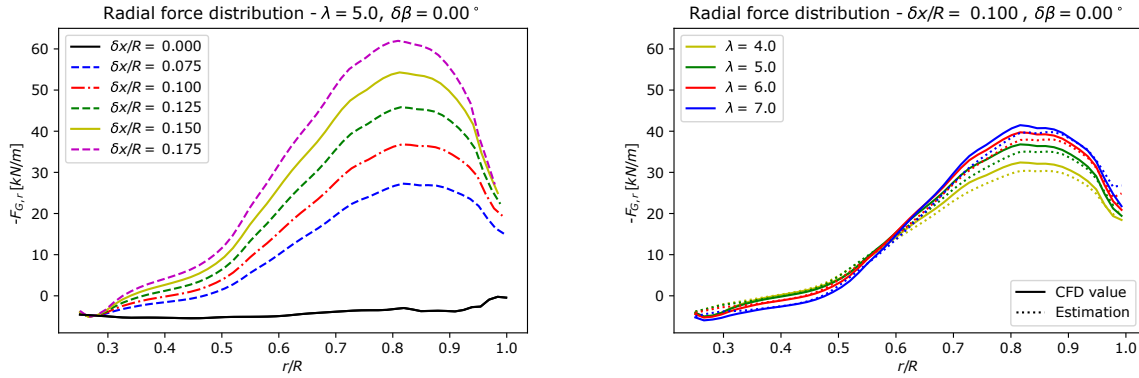 Radial force distribution - λ = 5.0, δβ = 0.00°
-F_{G,r} [kN/m]
60
50
40
30
20
10
0
δx/R = 0.000
δx/R = 0.075
δx/R = 0.100
δx/R = 0.125
δx/R = 0.150
δx/R = 0.175
0.3 0.4 0.5 0.6 0.7 0.8 0.9 1.0
r/R
Radial force distribution - δx/R = 0.100, δβ = 0.00°
-F_{G,r} [kN/m]
60
50
40
30
20
10
0
λ = 4.0
λ = 5.0
λ = 6.0
λ = 7.0
CFD value
Estimation
0.3 0.4 0.5 0.6 0.7 0.8 0.9 1.0
r/R